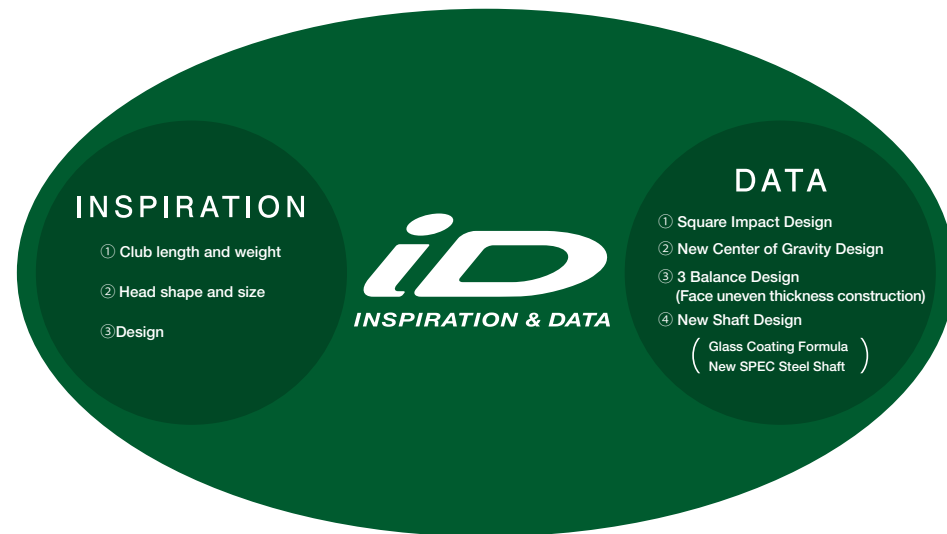 INSPIRATION
① Club length and weight
② Head shape and size
③Design
iD
INSPIRATION & DATA
DATA
① Square Impact Design
② New Center of Gravity Design
③ 3 Balance Design
(Face uneven thickness construction)
④ New Shaft Design
( Glass Coating Formula
New SPEC Steel Shaft )